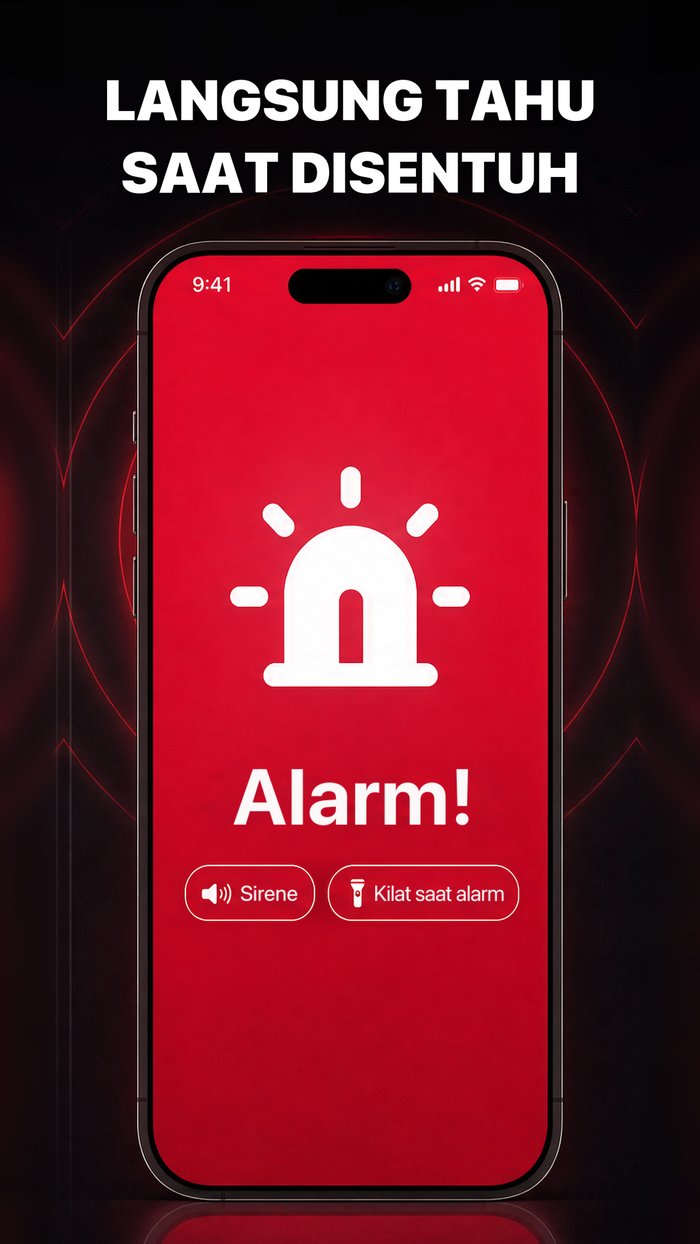 LANGSUNG TAHU
SAAT DISENTUH
9:41
Alarm!
Sirene
Kilat saat alarm